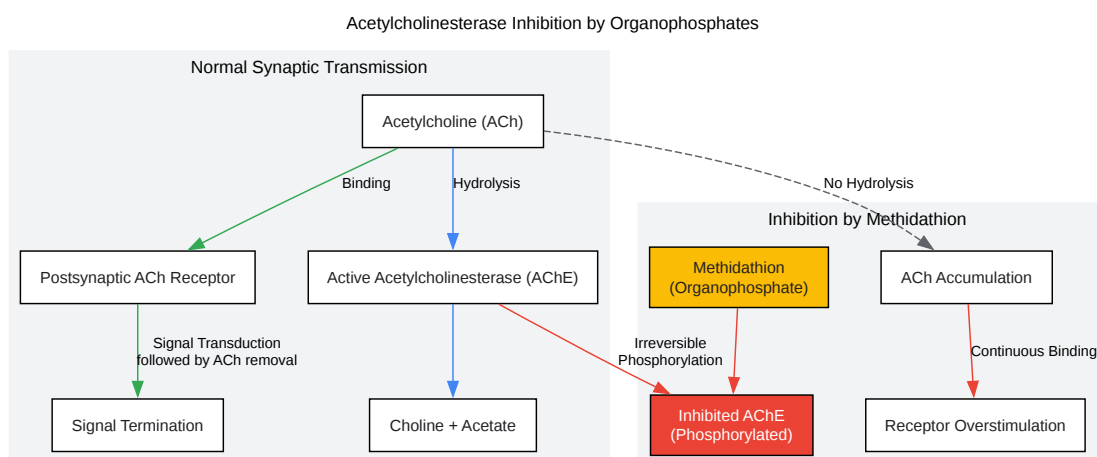 Acetylcholinesterase Inhibition by Organophosphates
Normal Synaptic Transmission
Acetylcholine (ACh)
Binding
Hydrolysis
No Hydrolysis
Inhibition by Methidathion
Postsynaptic ACh Receptor
Active Acetylcholinesterase (AChE)
Methidathion
(Organophosphate)
ACh Accumulation
Signal Transduction
followed by ACh removal
Irreversible
Phosphorylation
Continuous Binding
Signal Termination
Choline + Acetate
Inhibited AChE
(Phosphorylated)
Receptor Overstimulation